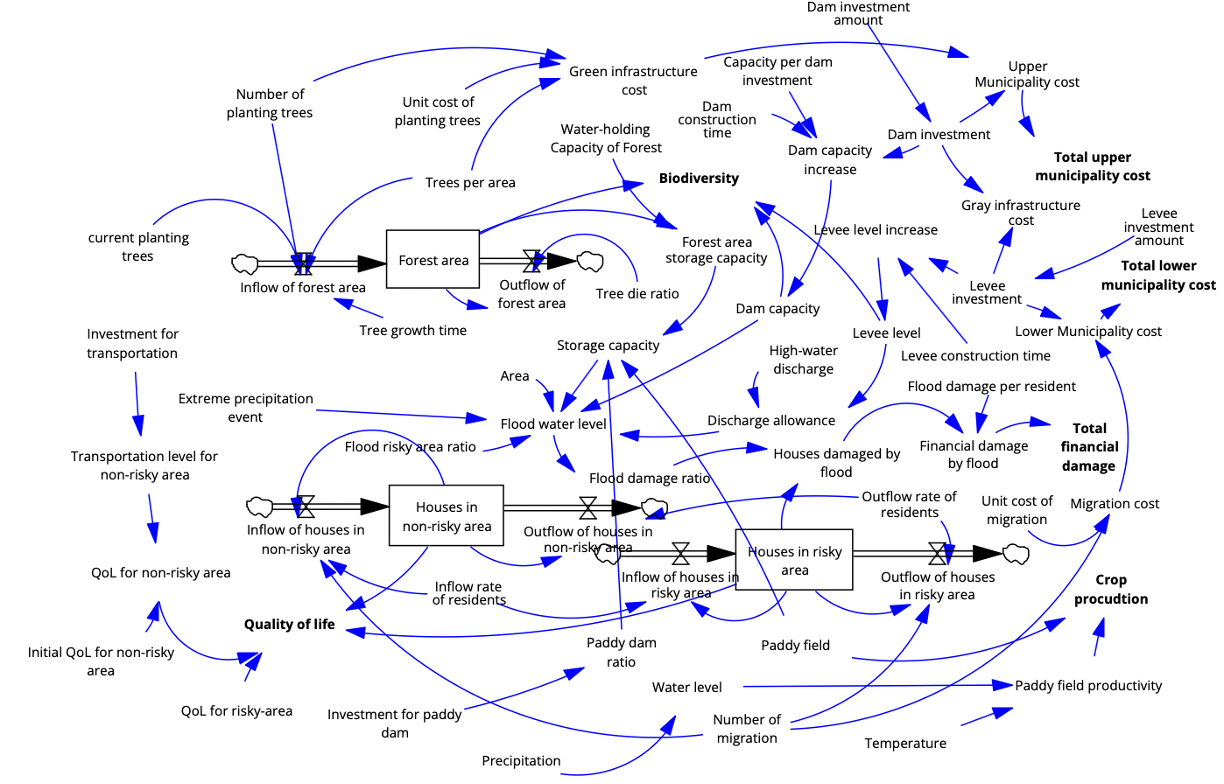 Dam investment
amount
Green infrastructure
cost
Capacity per dam
investment
Upper
Municipality cost
Number of
planting trees
Unit cost of
planting trees
Dam
construction
time
Water-holding
Capacity of Forest
Dam investment
Dam capacity
increase
Total upper
municipality cost
Trees per area
Biodiversity
Gray infrastructure
cost
Levee
investment
amount
current planting
trees
Levee level increase
Forest area
storage capacity
Forest area
Total lower
municipality cost
Inflow of forest area
Outflow of
forest area
Tree die ratio
Levee
investment
Dam capacity
Tree growth time
Lower Municipality cost
Levee level
Investment for
transportation
Storage capacity
High-water
discharge
Levee construction time
Area
Flood damage per resident
Extreme precipitation
event
Flood water level
Discharge allowance
Total
financial
damage
Flood risky area ratio
Financial damage
by flood
Transportation level for
non-risky area
Houses damaged by
flood
Flood damage ratio
Houses in
non-risky area
Outflow rate of
residents
Unit cost of
migration
Migration cost
Inflow of houses in
non-risky area
Outflow of houses in
non-risky area
Houses in risky
area
QoL for non-risky area
Inflow of houses in
risky area
Outflow of houses
in risky area
Inflow rate
of residents
Crop
procudtion
Quality of life
Paddy dam
ratio
Paddy field
Initial QoL for non-risky
area
Water level
Paddy field productivity
QoL for risky-area
Investment for paddy
dam
Number of
migration
Temperature
Precipitation